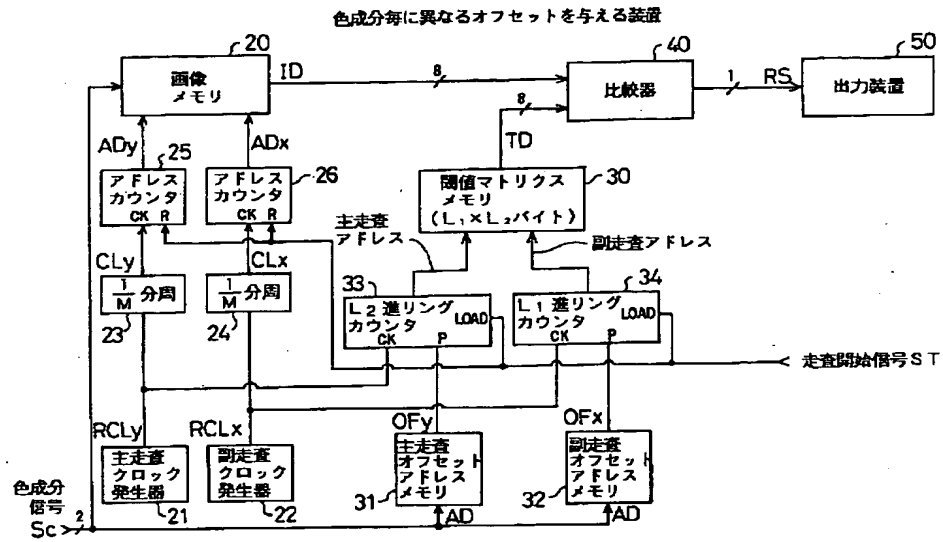 色成分毎に異なるオフセットを与える装置
20
画像
メモリ
ID
8
40
比較器
1
RS
50
出力装置
8
TD
ADy
25
アドレス
カウンタ
CK R
ADx
26
アドレス
カウンタ
CK R
閾値マトリクス
メモリ
(L₁×L₂バイト)
30
主走査
アドレス
副走査アドレス
CLy
1/M 分周
23
CLx
1/M 分周
24
33
L₂進リング
カウンタ
LOAD
CK P
34
L₁進リング
カウンタ
LOAD
CK P
走査開始信号ST
RCLy
主走査
クロック
発生器
21
RCLx
副走査
クロック
発生器
22
OFy
主走査
オフセット
アドレス
メモリ
31
AD
OFx
副走査
オフセット
アドレス
メモリ
32
AD
色成分
信号
Sc
2